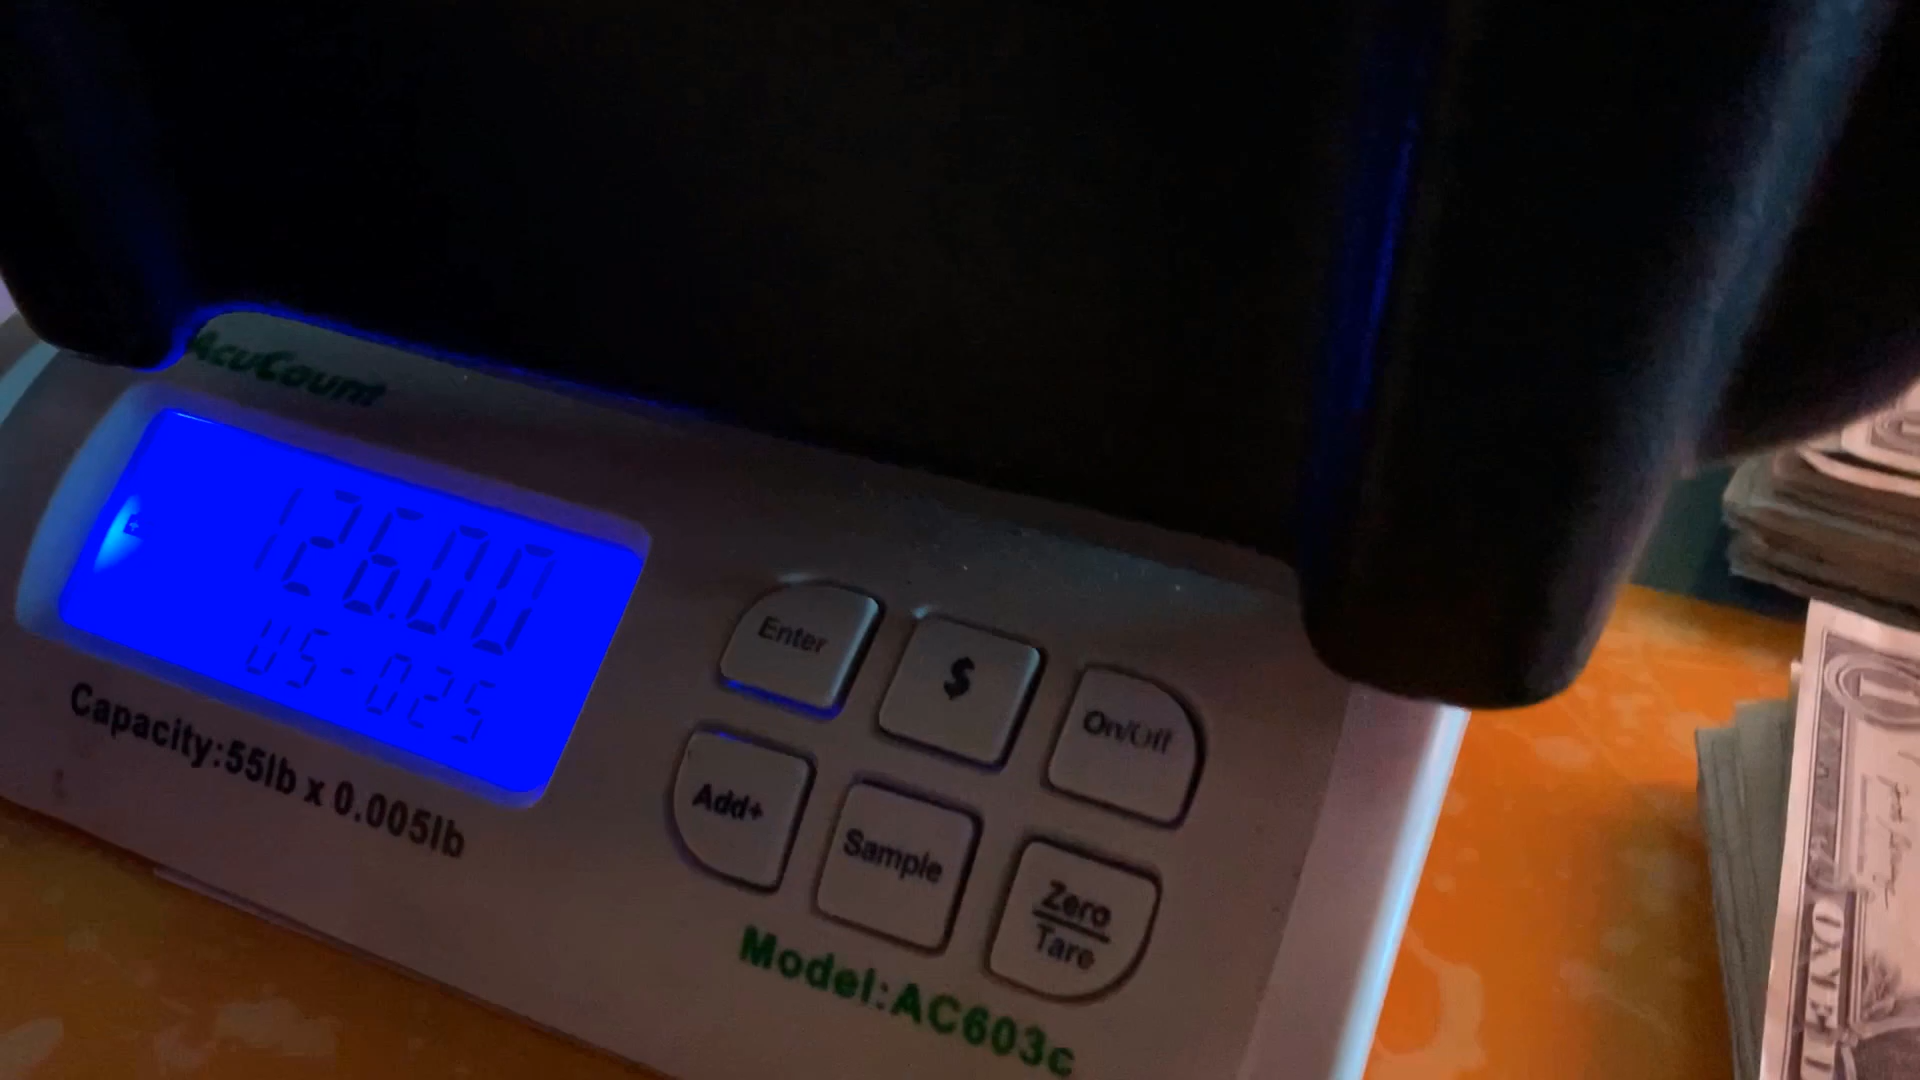 AcuCount
126.00
US-025
Capacity:55lb x 0.005lb
Enter
$
On/Off
Add+
Sample
Zero
Tare
Model:AC603c
ONE